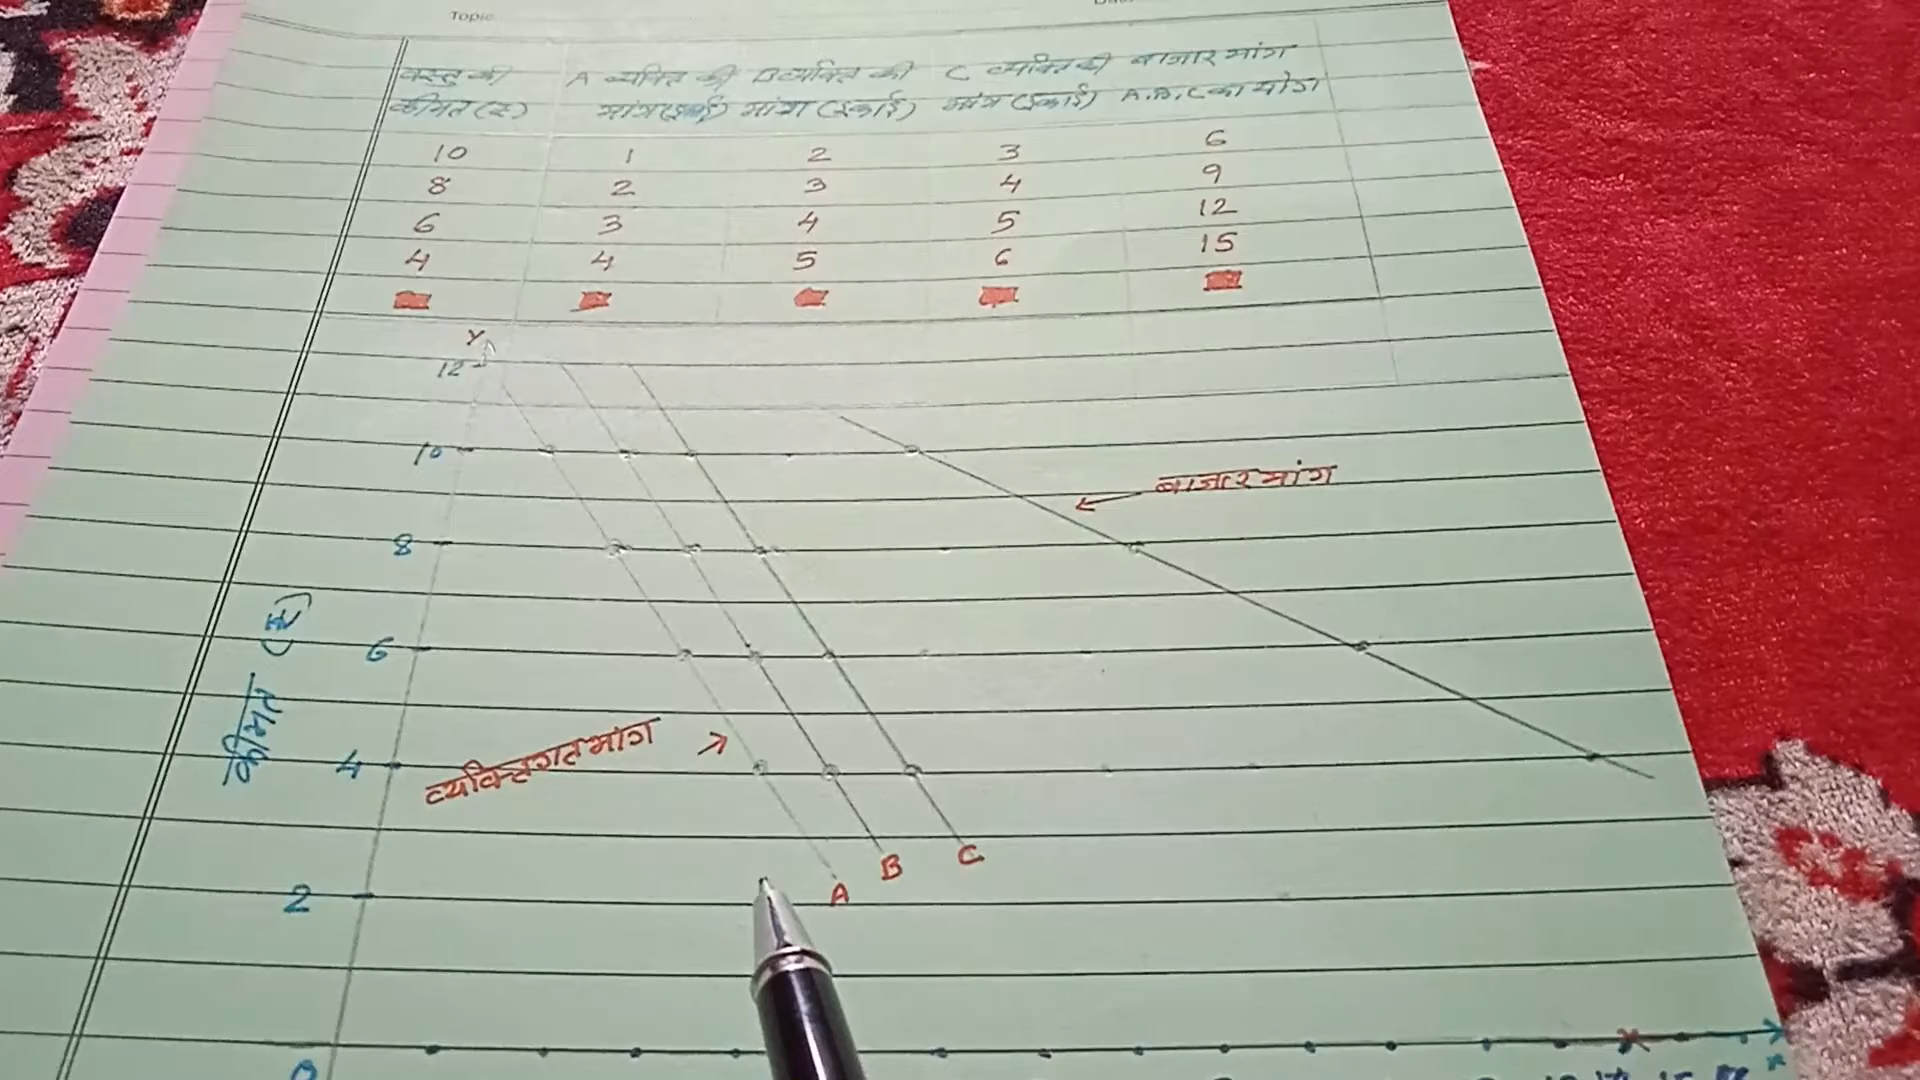 Topic
वस्तु की A व्यक्ति की B व्यक्ति की C व्यक्ति की बाजार मांग
कीमत (रु) मांग (इकाई) मांग (इकाई) मांग (इकाई) A.B.C का योग
10 1 2 3 6
8 2 3 4 9
6 3 4 5 12
4 4 5 6 15
Y
12
10
बाजार मांग
8
6
कीमत (रु)
4
व्यक्तिगत मांग
A B C
2
0
x